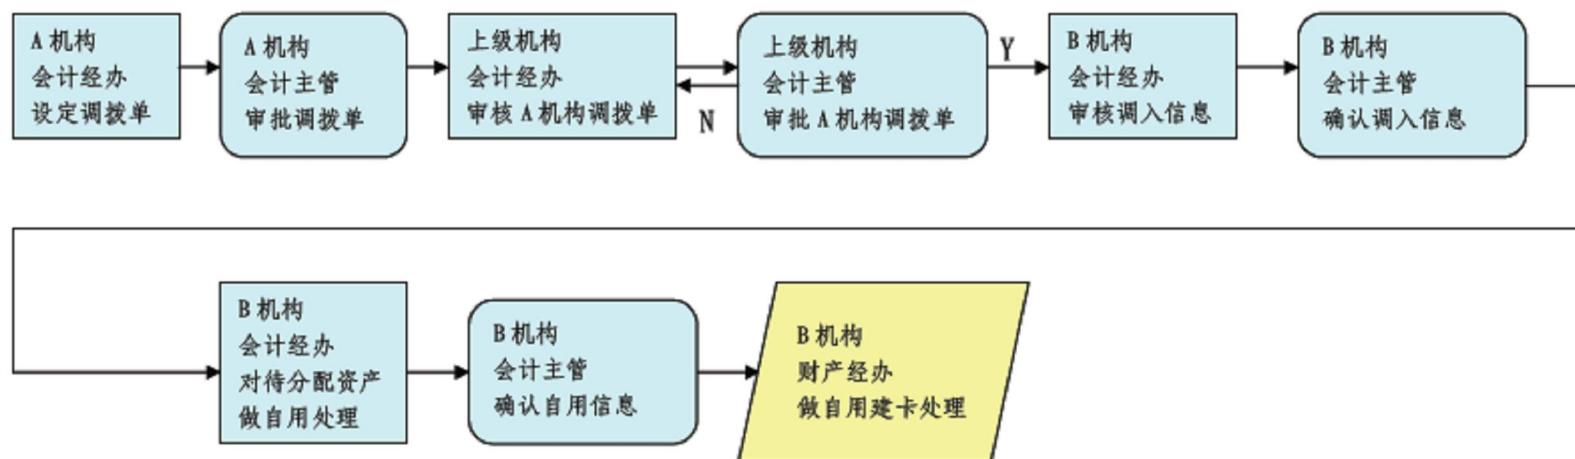 A机构
会计经办
设定调拨单
A机构
会计主管
审批调拨单
上级机构
会计经办
审核A机构调拨单
N
上级机构
会计主管
审批A机构调拨单
Y
B机构
会计经办
审核调入信息
B机构
会计主管
确认调入信息
B机构
会计经办
对待分配资产
做自用处理
B机构
会计主管
确认自用信息
B机构
财产经办
做自用建卡处理